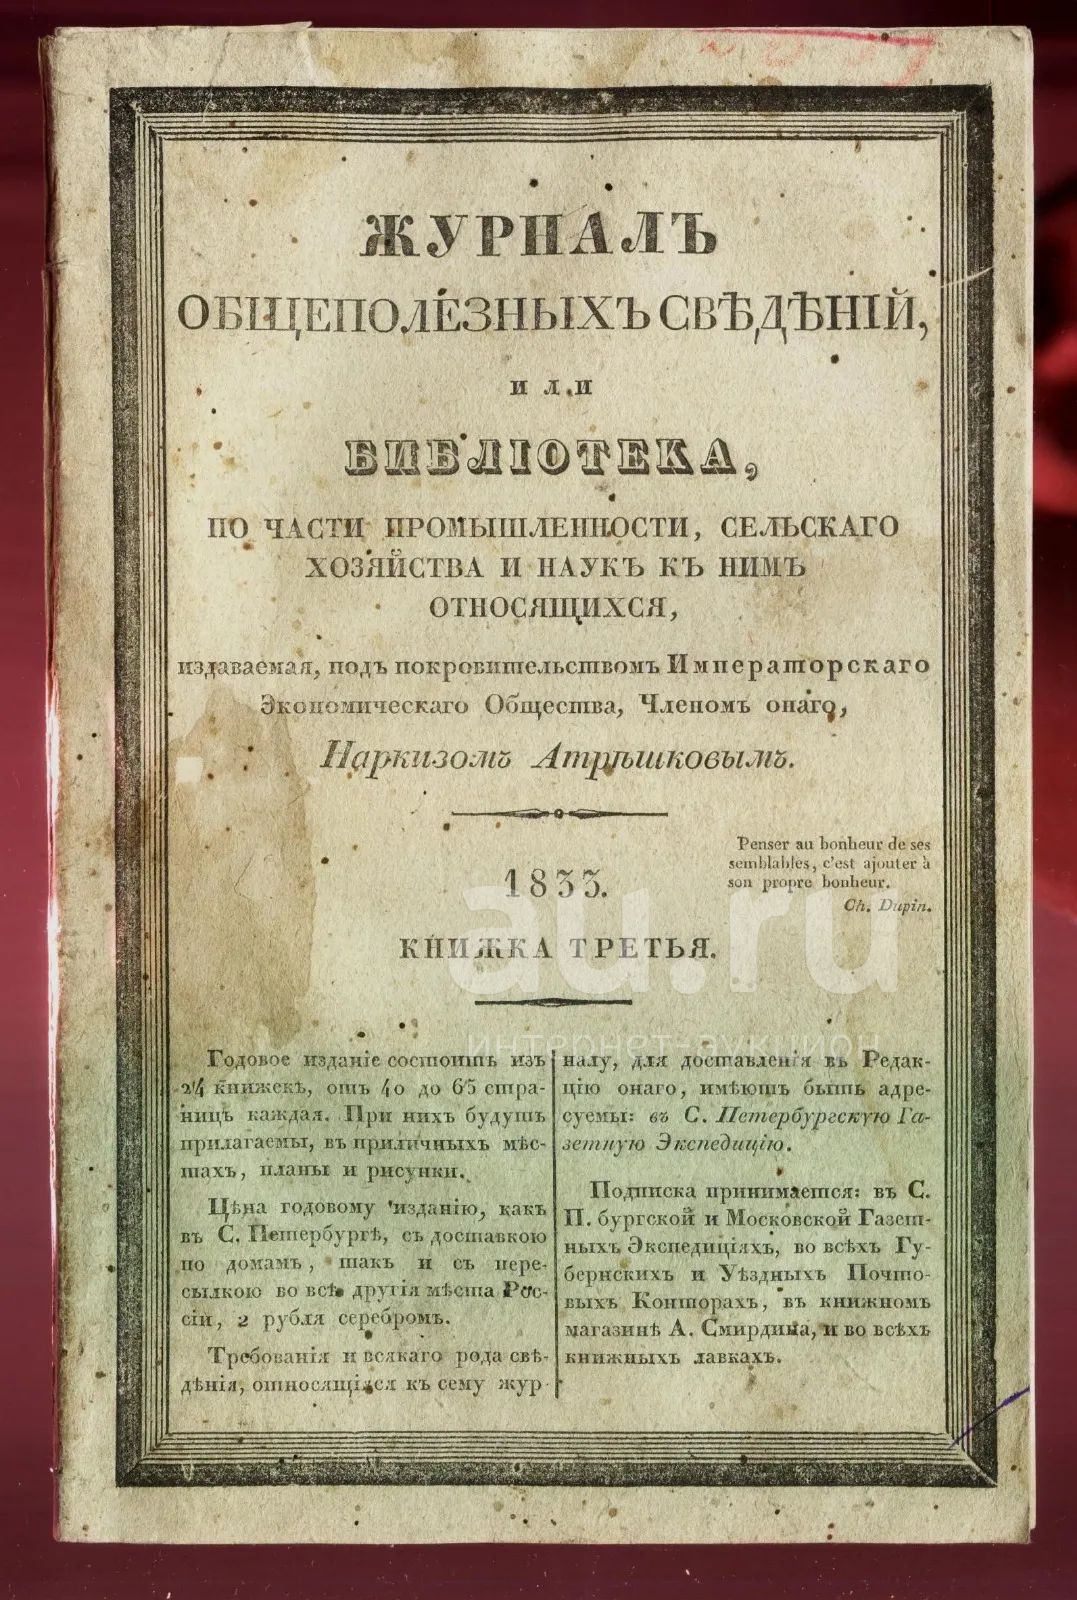 ЖУРНАЛЪ
ОБЩЕПОЛЕЗНЫХЪ СВѢДѢНІЙ,
ИЛИ
БИБЛІОТЕКА,
ПО ЧАСТИ ПРОМЫШЛЕННОСТИ, СЕЛЬСКАГО
ХОЗЯЙСТВА И НАУКЪ КЪ НИМЪ
ОТНОСЯЩИХСЯ,
издаваемая, подъ покровительствомъ Императорскаго
Экономическаго Общества, Членомъ онаго,
Наркизомъ Атрѣшковымъ.
Penser au bonheur de ses
semblables, c'est ajouter à
son propre bonheur.
Ch. Dupin.
1833.
КНИЖКА ТРЕТЬЯ.
au.ru
интернет-аукцион
Годовое изданіе состоитъ изъ
24 книжекъ, отъ 40 до 65 стра-
ницъ каждая. При нихъ будутъ
прилагаемы, въ приличныхъ мѣс-
тахъ, планы и рисунки.
Цѣна годовому изданію, какъ
въ С. Петербургѣ, съ доставкою
по домамъ, такъ и съ пере-
сылкою во всѣ другія мѣста Рос-
сіи, 2 рубля серебромъ.
Требованія и всякаго рода свѣ-
дѣнія, относящіяся къ сему жур-
налу, для доставленія въ Редак-
цію онаго, имѣютъ быть адре-
суемы: въ С. Петербургскую Га-
зетную Экспедицію.
Подписка принимается: въ С.
П. бургской и Московской Газет-
ныхъ Экспедиціяхъ, во всѣхъ Гу-
бернскихъ и Уѣздныхъ Почто-
выхъ Конторахъ, въ книжномъ
магазинѣ А. Смирдина, и во всѣхъ
книжныхъ лавкахъ.